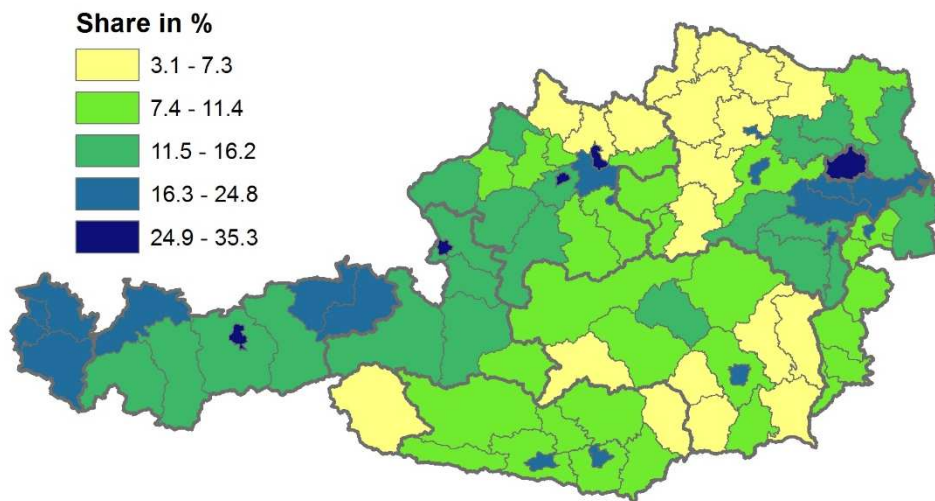 Share in %
3.1 - 7.3
7.4 - 11.4
11.5 - 16.2
16.3 - 24.8
24.9 - 35.3